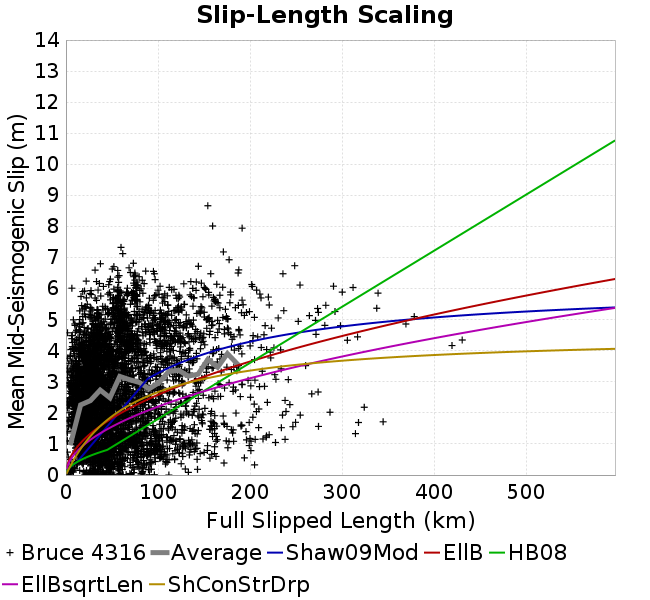 Slip-Length Scaling
Mean Mid-Seismogenic Slip (m)
14
13
12
11
10
9
8
7
6
5
4
3
2
1
0
0 100 200 300 400 500
Full Slipped Length (km)
Bruce 4316 Average Shaw09Mod EllB HB08
EllBsqrtLen ShConStrDrp